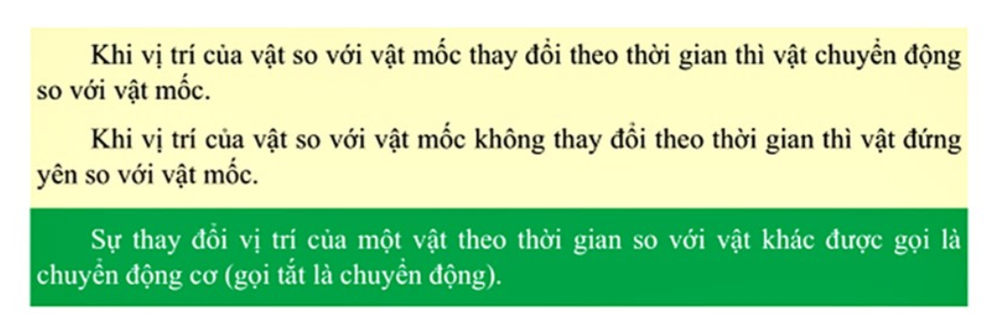 Khi vị trí của vật so với vật mốc thay đổi theo thời gian thì vật chuyển động
so với vật mốc.
Khi vị trí của vật so với vật mốc không thay đổi theo thời gian thì vật đứng
yên so với vật mốc.
Sự thay đổi vị trí của một vật theo thời gian so với vật khác được gọi là
chuyển động cơ (gọi tắt là chuyển động).